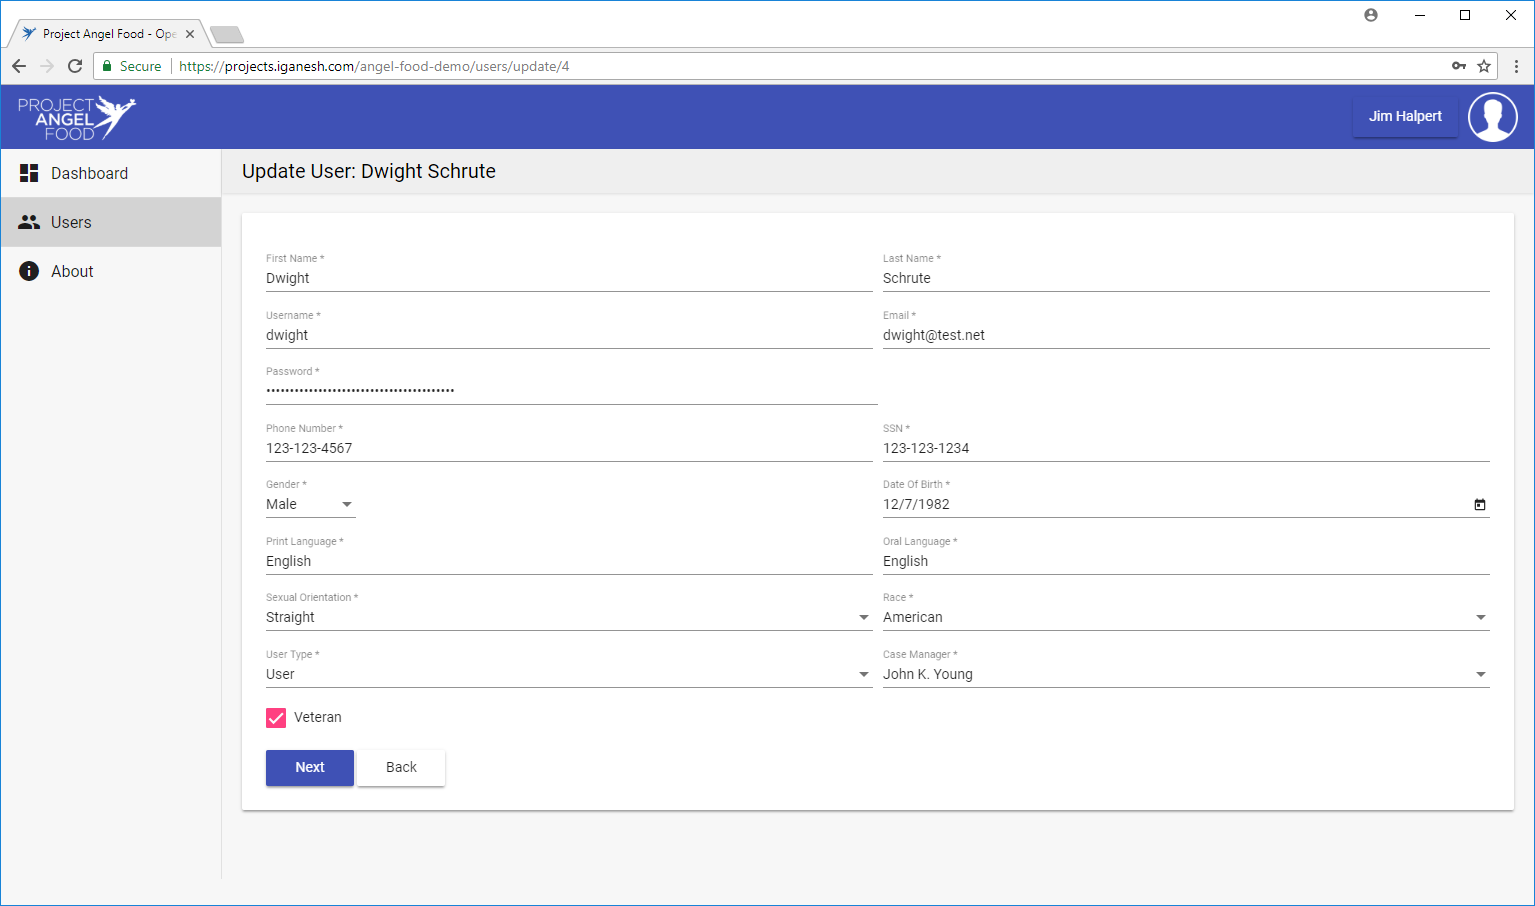 Project Angel Food - Ope
Secure
https://projects.iganesh.com/angel-food-demo/users/update/4
PROJECT
ANGEL
FOOD
Jim Halpert
Dashboard
Users
About
Update User: Dwight Schrute
First Name *
Dwight
Last Name *
Schrute
Username *
dwight
Email *
dwight@test.net
Password *
••••••••••••••••••••••••••••••••••••••••
Phone Number *
123-123-4567
SSN *
123-123-1234
Gender *
Male
Date Of Birth *
12/7/1982
Print Language *
English
Oral Language *
English
Sexual Orientation *
Straight
Race *
American
User Type *
User
Case Manager *
John K. Young
Veteran
Next
Back